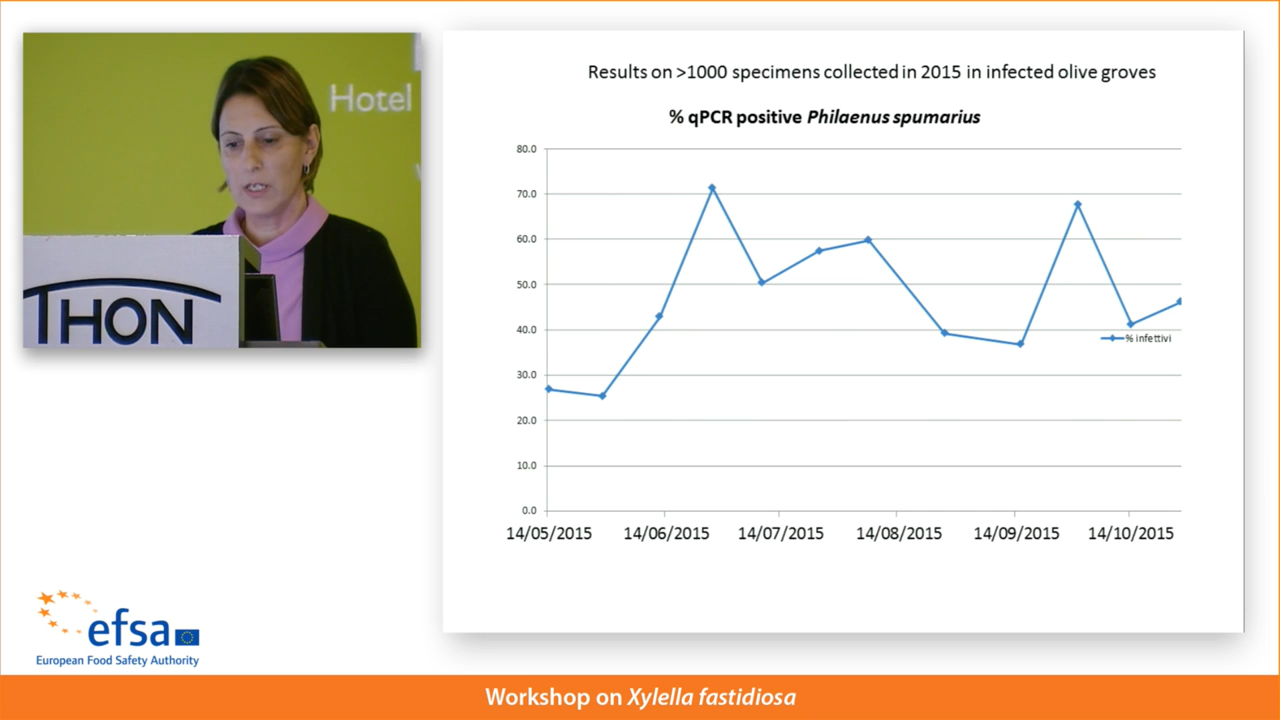 Hotel
THON
Results on >1000 specimens collected in 2015 in infected olive groves
% qPCR positive Philaenus spumarius
80.0
70.0
60.0
50.0
40.0
30.0
20.0
10.0
0.0
% infettivi
14/05/2015 14/06/2015 14/07/2015 14/08/2015 14/09/2015 14/10/2015
efsa
European Food Safety Authority
Workshop on Xylella fastidiosa